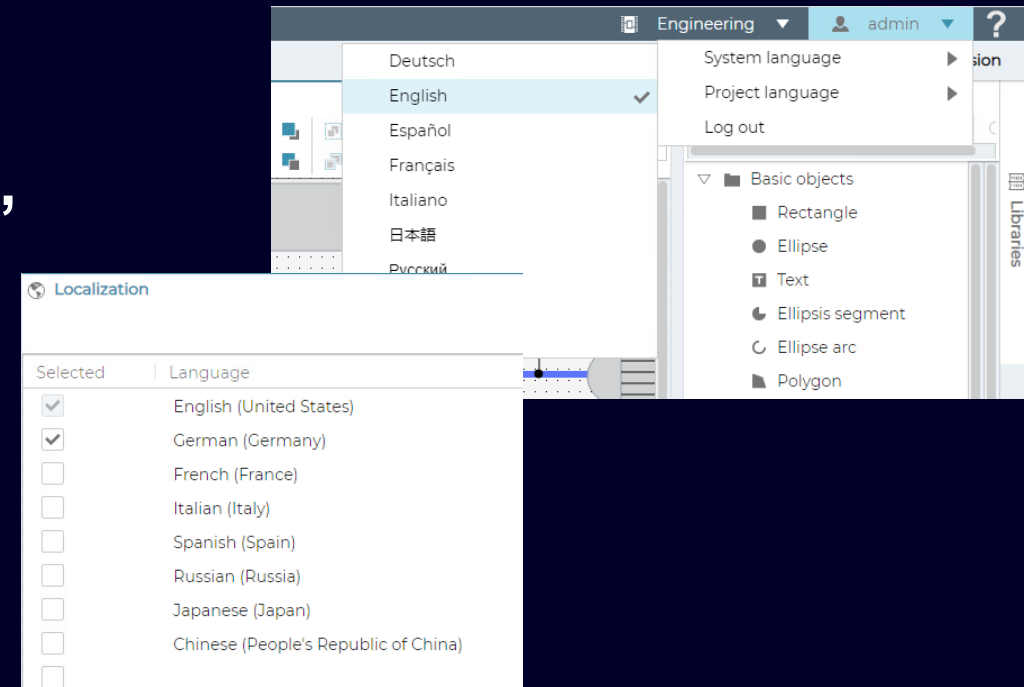 Engineering
admin
?
System language
Project language
Log out
sion
Deutsch
English
Español
Français
Italiano
日本語
Русский
Basic objects
Rectangle
Ellipse
T Text
Ellipsis segment
Ellipse arc
Polygon
Libraries
,
Localization
Selected Language
English (United States)
German (Germany)
French (France)
Italian (Italy)
Spanish (Spain)
Russian (Russia)
Japanese (Japan)
Chinese (People's Republic of China)